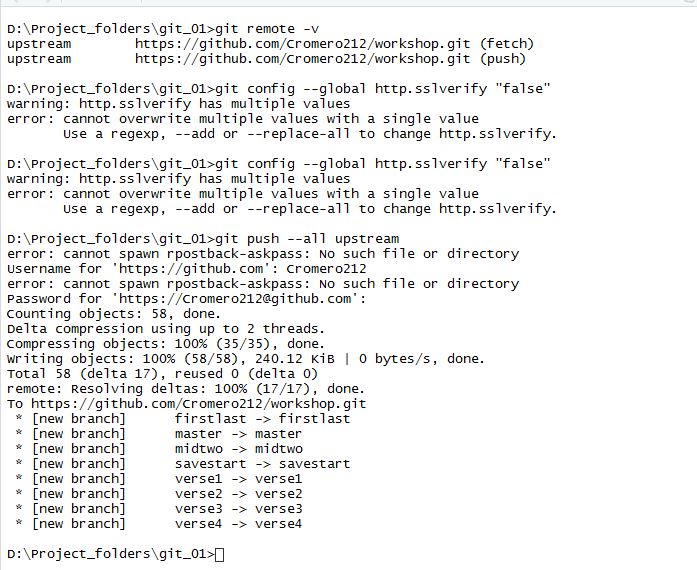 D:\Project_folders\git_01>git remote -v
upstream        https://github.com/Cromero212/workshop.git (fetch)
upstream        https://github.com/Cromero212/workshop.git (push)

D:\Project_folders\git_01>git config --global http.sslverify "false"
warning: http.sslverify has multiple values
error: cannot overwrite multiple values with a single value
       Use a regexp, --add or --replace-all to change http.sslverify.

D:\Project_folders\git_01>git config --global http.sslverify "false"
warning: http.sslverify has multiple values
error: cannot overwrite multiple values with a single value
       Use a regexp, --add or --replace-all to change http.sslverify.

D:\Project_folders\git_01>git push --all upstream
error: cannot spawn rpostback-askpass: No such file or directory
Username for 'https://github.com': Cromero212
error: cannot spawn rpostback-askpass: No such file or directory
Password for 'https://Cromero212@github.com':
Counting objects: 58, done.
Delta compression using up to 2 threads.
Compressing objects: 100% (35/35), done.
Writing objects: 100% (58/58), 240.12 KiB | 0 bytes/s, done.
Total 58 (delta 17), reused 0 (delta 0)
remote: Resolving deltas: 100% (17/17), done.
To https://github.com/Cromero212/workshop.git
 * [new branch]      firstlast -> firstlast
 * [new branch]      master -> master
 * [new branch]      midtwo -> midtwo
 * [new branch]      savestart -> savestart
 * [new branch]      verse1 -> verse1
 * [new branch]      verse2 -> verse2
 * [new branch]      verse3 -> verse3
 * [new branch]      verse4 -> verse4

D:\Project_folders\git_01>